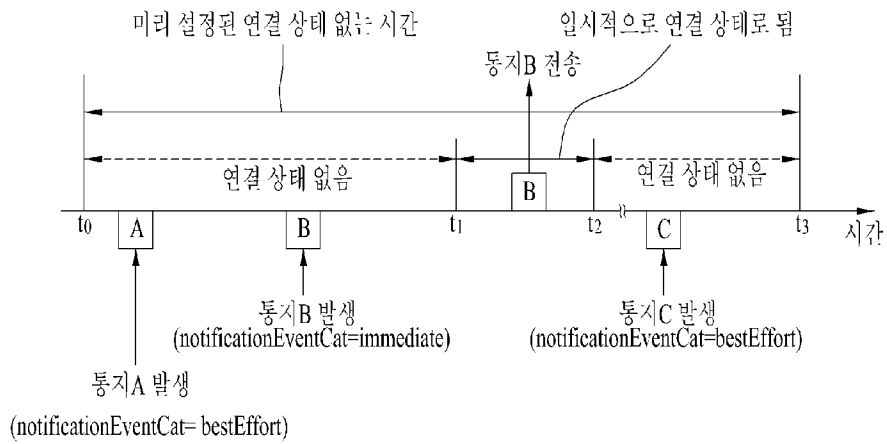 미리 설정된 연결 상태 없는 시간
일시적으로 연결 상태로 됨
통지B 전송
연결 상태 없음
B
연결 상태 없음
t0
A
B
t1
t2
C
t3
시간
통지B 발생
(notificationEventCat=immediate)
통지C 발생
(notificationEventCat=bestEffort)
통지A 발생
(notificationEventCat= bestEffort)